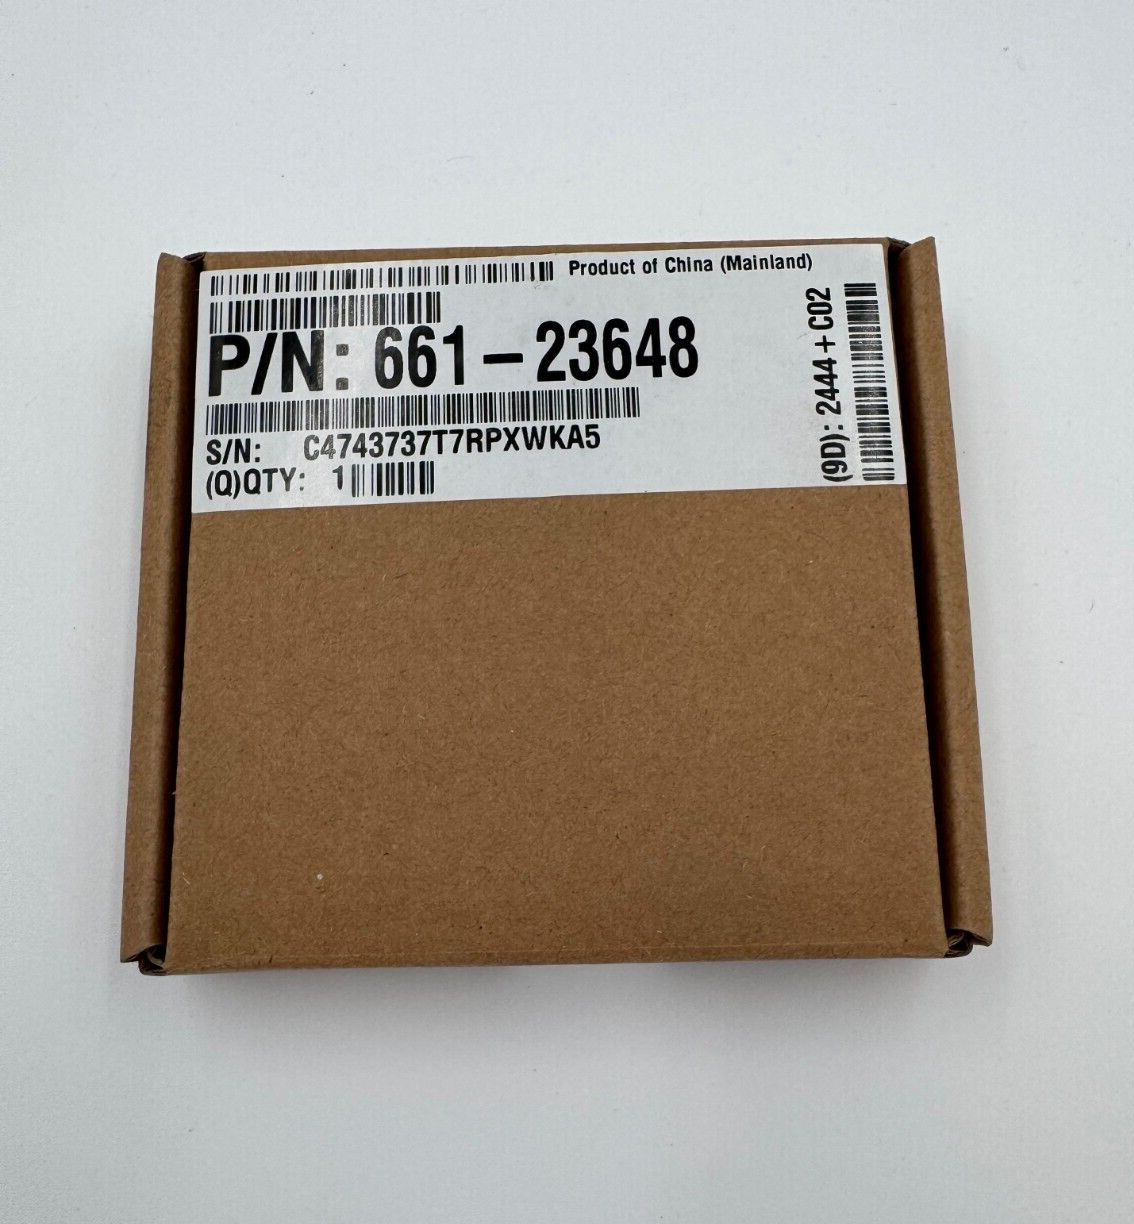 Product of China (Mainland)
P/N: 661-23648
S/N: C4743737T7RPXWKA5
(Q)QTY: 1
(9D): 2444+C02